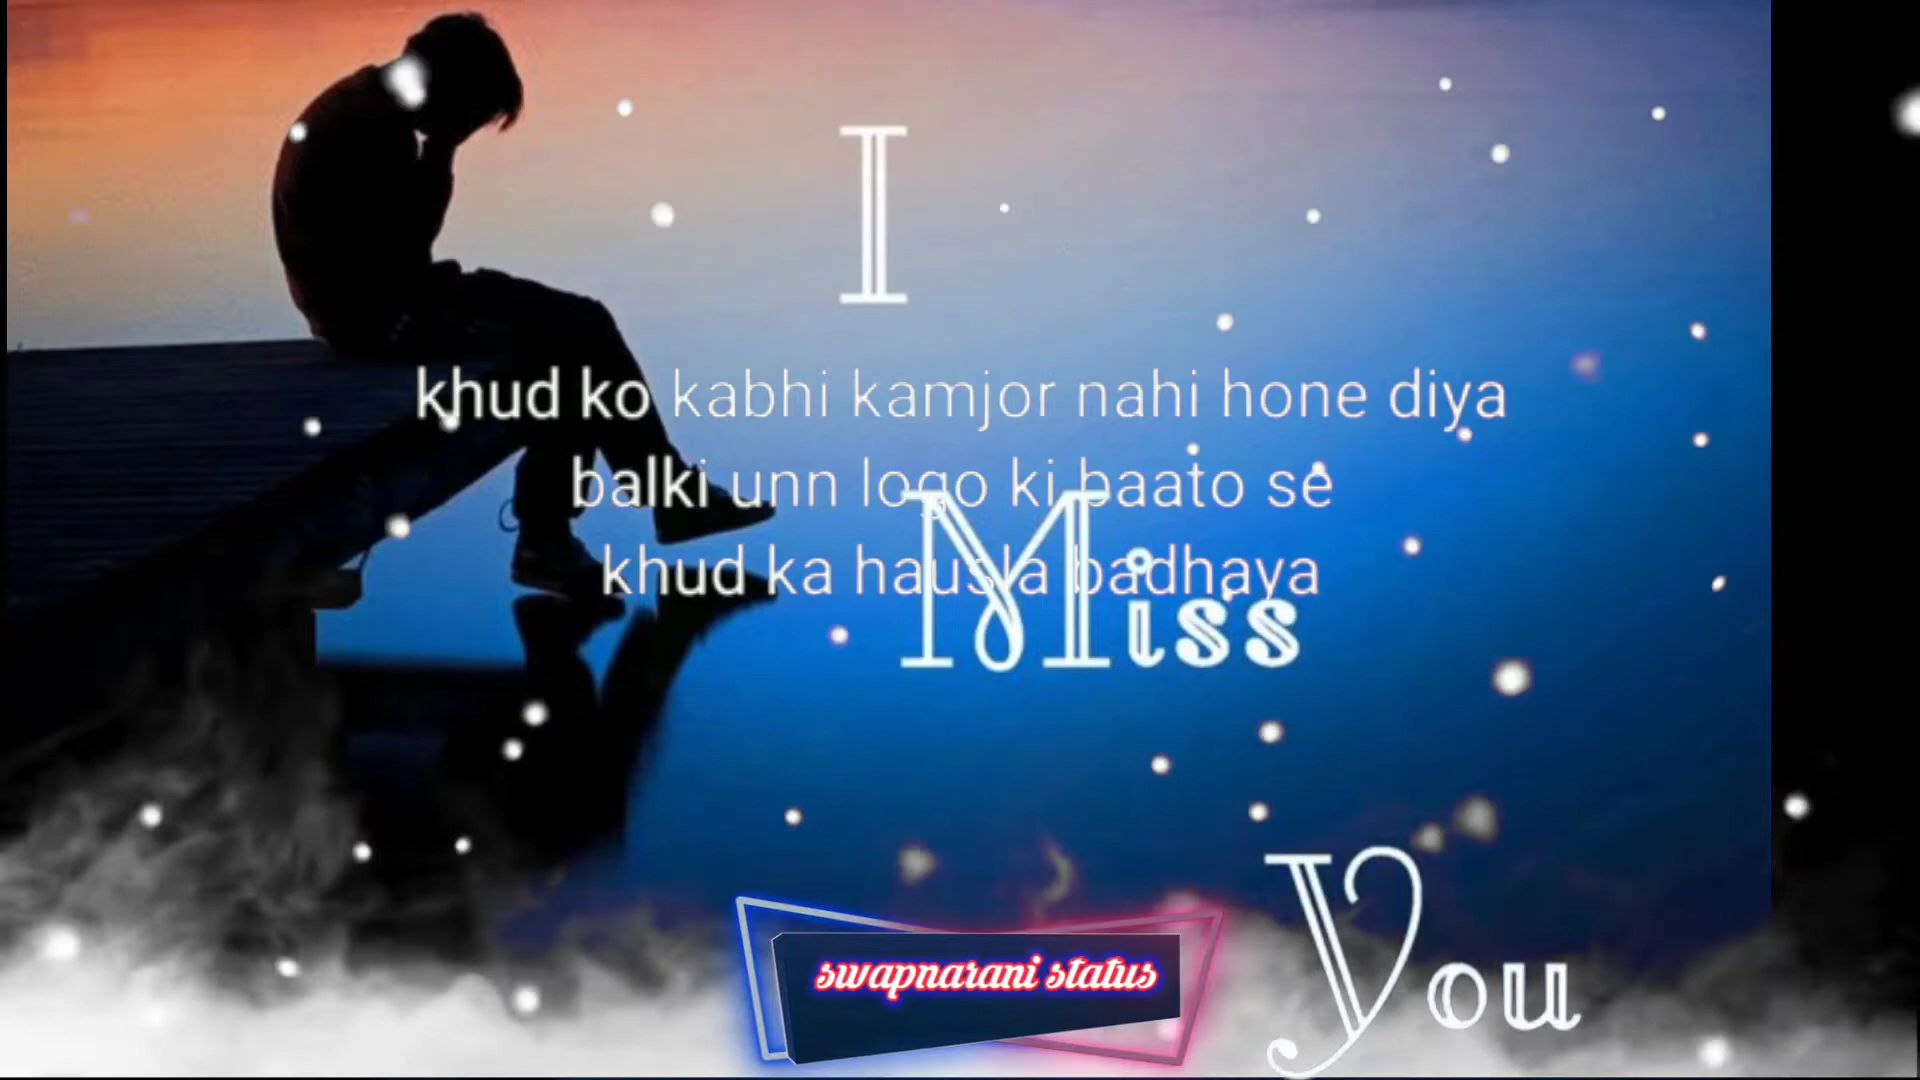 I
khud ko kabhi kamjor nahi hone diya
balki unn logo ki baato se
khud ka hausla badhaya
Miss
You
swapnarani status